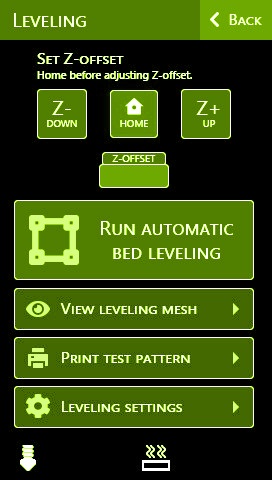 Leveling
Back
Set Z-offset
Home before adjusting Z-offset.
Z-
DOWN
HOME
Z+
UP
Z-OFFSET
Run automatic
bed leveling
View leveling mesh
Print test pattern
Leveling settings